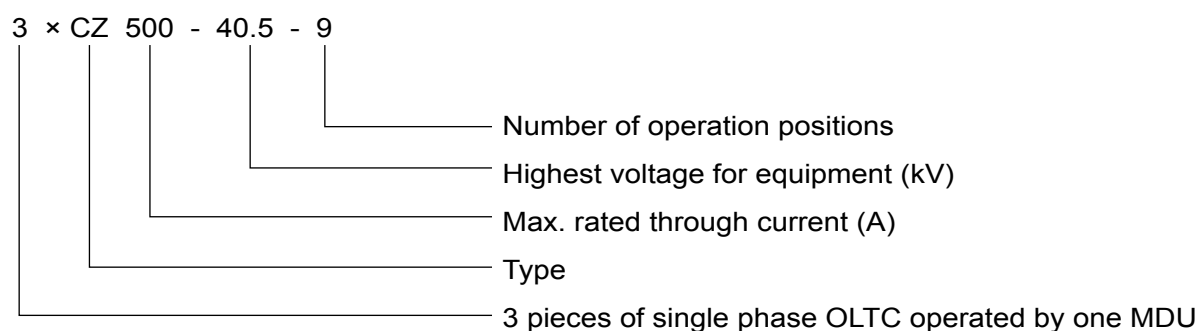 3 × CZ 500 - 40.5 - 9
Number of operation positions
Highest voltage for equipment (kV)
Max. rated through current (A)
Type
3 pieces of single phase OLTC operated by one MDU